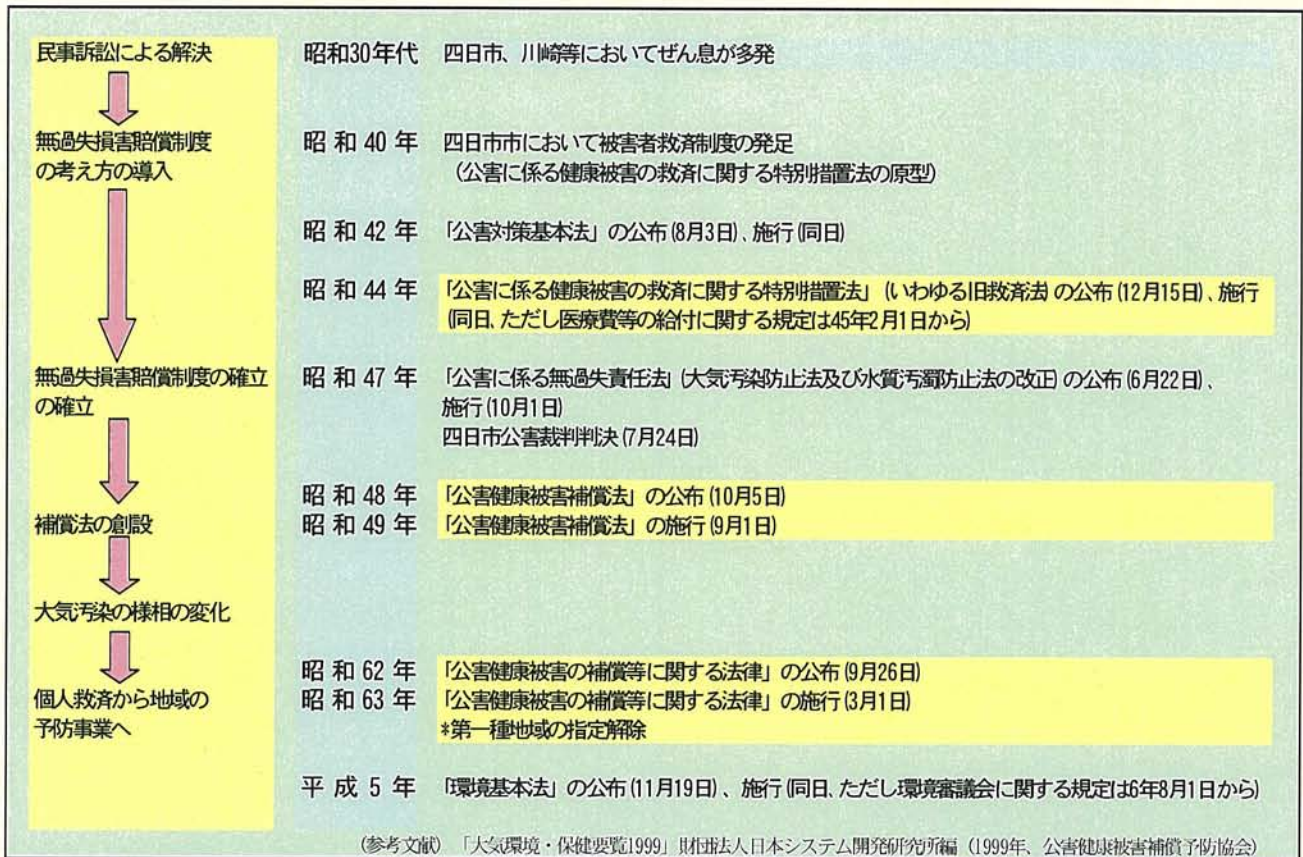 民事訴訟による解決
昭和30年代 四日市、川崎等においてぜん息が多発
無過失損害賠償制度
の考え方の導入
昭和40年 四日市市において被害者救済制度の発足
(公害に係る健康被害の救済に関する特別措置法の原型)
昭和42年 「公害対策基本法」の公布(8月3日)、施行(同日)
昭和44年 「公害に係る健康被害の救済に関する特別措置法」(いわゆる旧救済法)の公布(12月15日)、施行
(同日、ただし医療費等の給付に関する規定は45年2月1日から)
無過失損害賠償制度の確立
の確立
昭和47年 「公害に係る無過失責任法」(大気汚染防止法及び水質汚濁防止法の改正)の公布(6月22日)、
施行(10月1日)
四日市公害裁判判決(7月24日)
昭和48年 「公害健康被害補償法」の公布(10月5日)
補償法の創設
昭和49年 「公害健康被害補償法」の施行(9月1日)
大気汚染の様相の変化
昭和62年 「公害健康被害の補償等に関する法律」の公布(9月26日)
個人救済から地域の
予防事業へ
昭和63年 「公害健康被害の補償等に関する法律」の施行(3月1日)
*第一種地域の指定解除
平成5年 「環境基本法」の公布(11月19日)、施行(同日、ただし環境審議会に関する規定は6年8月1日から)
(参考文献) 「大気環境・保健要覧1999」財団法人日本システム開発研究所編(1999年、公害健康被害補償予防協会)